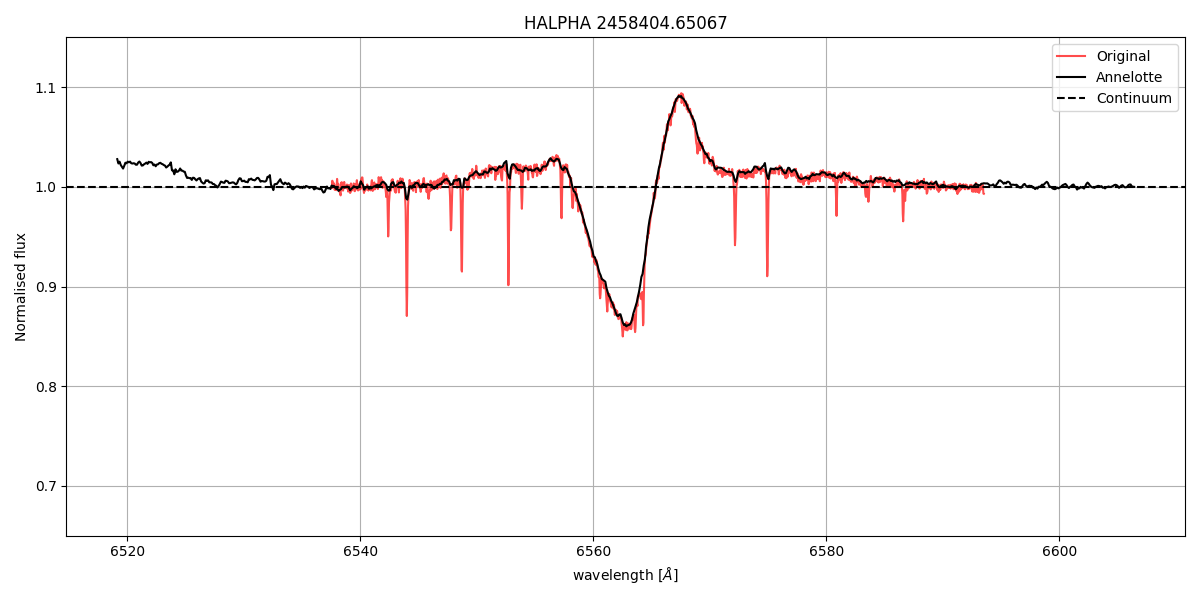 HALPHA 2458404.65067
Original
Annelotte
Continuum
Normalised flux
1.1
1.0
0.9
0.8
0.7
6520
6540
6560
6580
6600
wavelength [Å]